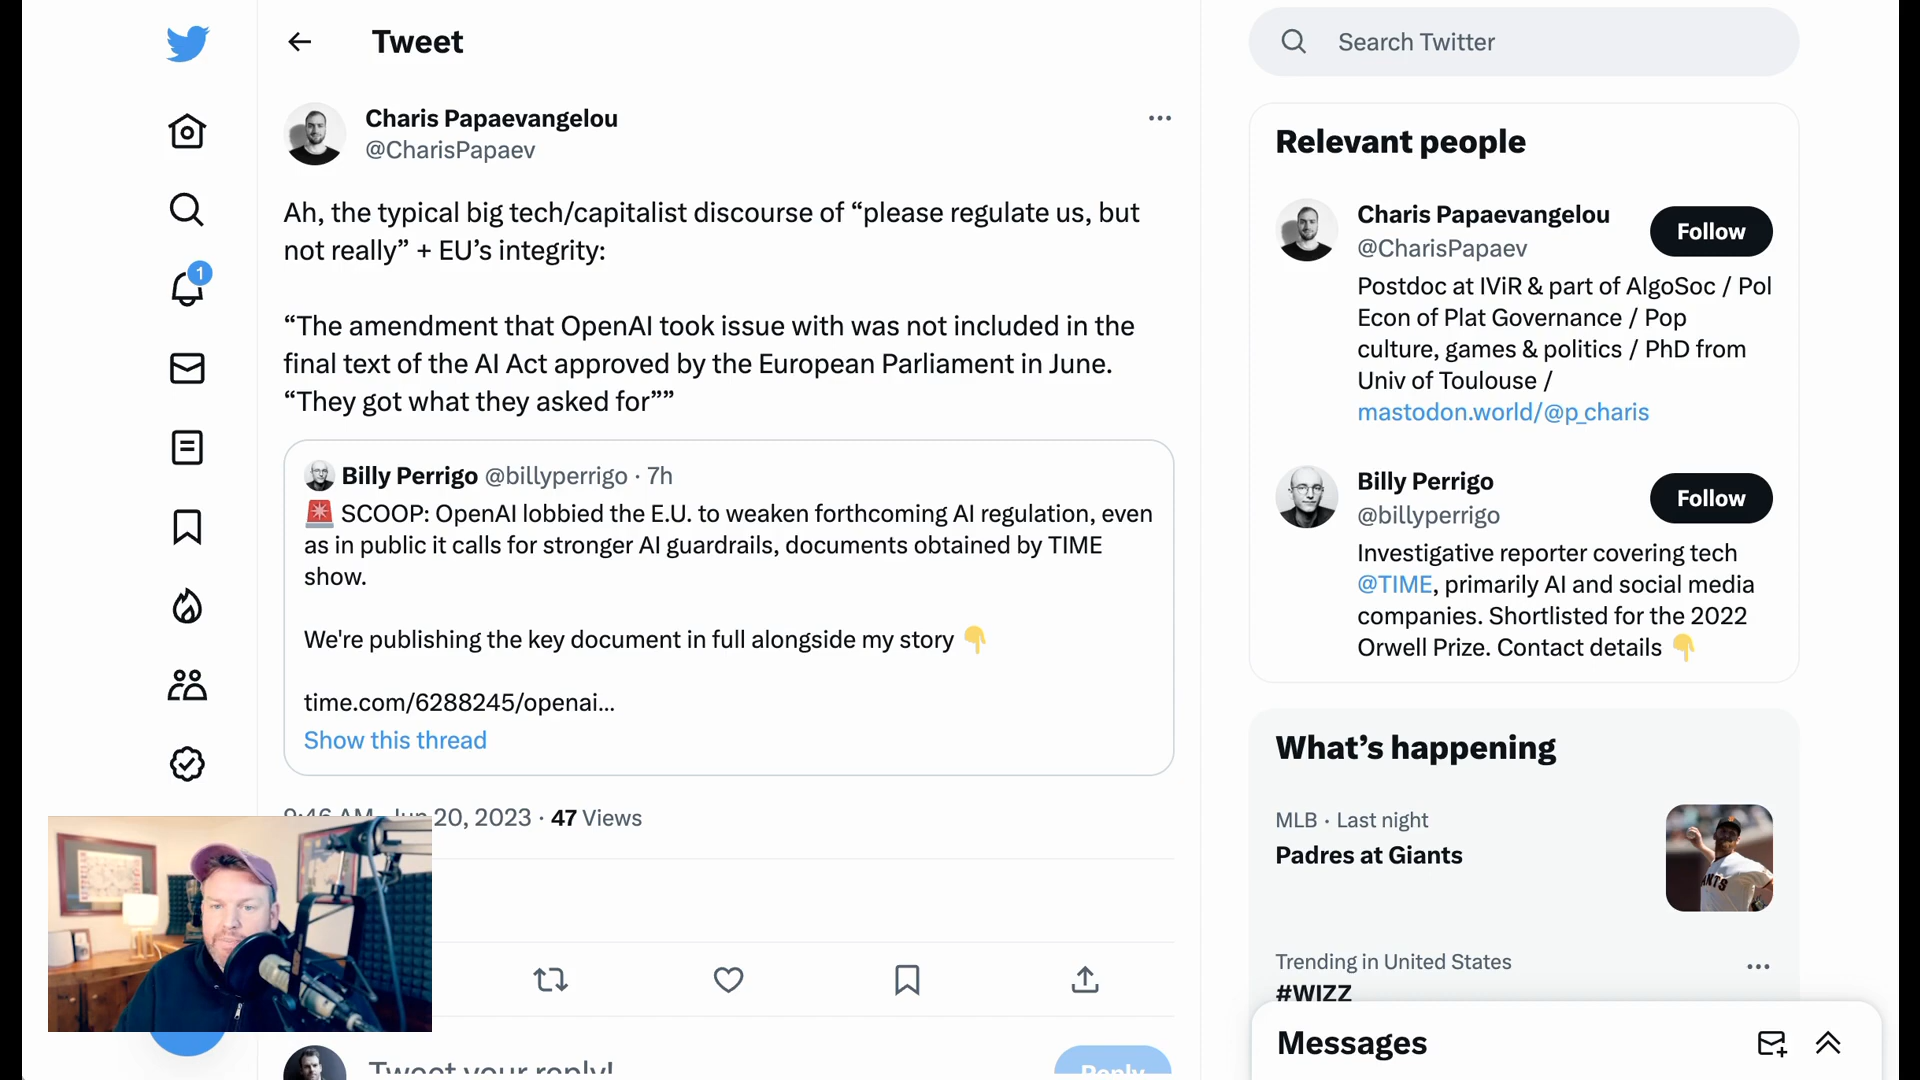 Tweet
Charis Papaevangelou
@CharisPapaev
Ah, the typical big tech/capitalist discourse of “please regulate us, but
not really” + EU’s integrity:
“The amendment that OpenAI took issue with was not included in the
final text of the AI Act approved by the European Parliament in June.
“They got what they asked for””
Billy Perrigo @billyperrigo · 7h
🚨 SCOOP: OpenAI lobbied the E.U. to weaken forthcoming AI regulation, even
as in public it calls for stronger AI guardrails, documents obtained by TIME
show.
We're publishing the key document in full alongside my story 👇
time.com/6288245/openai…
Show this thread
9:46 AM · Jun 20, 2023 · 47 Views
Tweet your reply!
Reply
1
Search Twitter
Relevant people
Charis Papaevangelou
@CharisPapaev
Follow
Postdoc at IViR & part of AlgoSoc / Pol
Econ of Plat Governance / Pop
culture, games & politics / PhD from
Univ of Toulouse /
mastodon.world/@p_charis
Billy Perrigo
@billyperrigo
Follow
Investigative reporter covering tech
@TIME, primarily AI and social media
companies. Shortlisted for the 2022
Orwell Prize. Contact details 👇
What’s happening
MLB · Last night
Padres at Giants
Trending in United States
#WIZZ
Messages